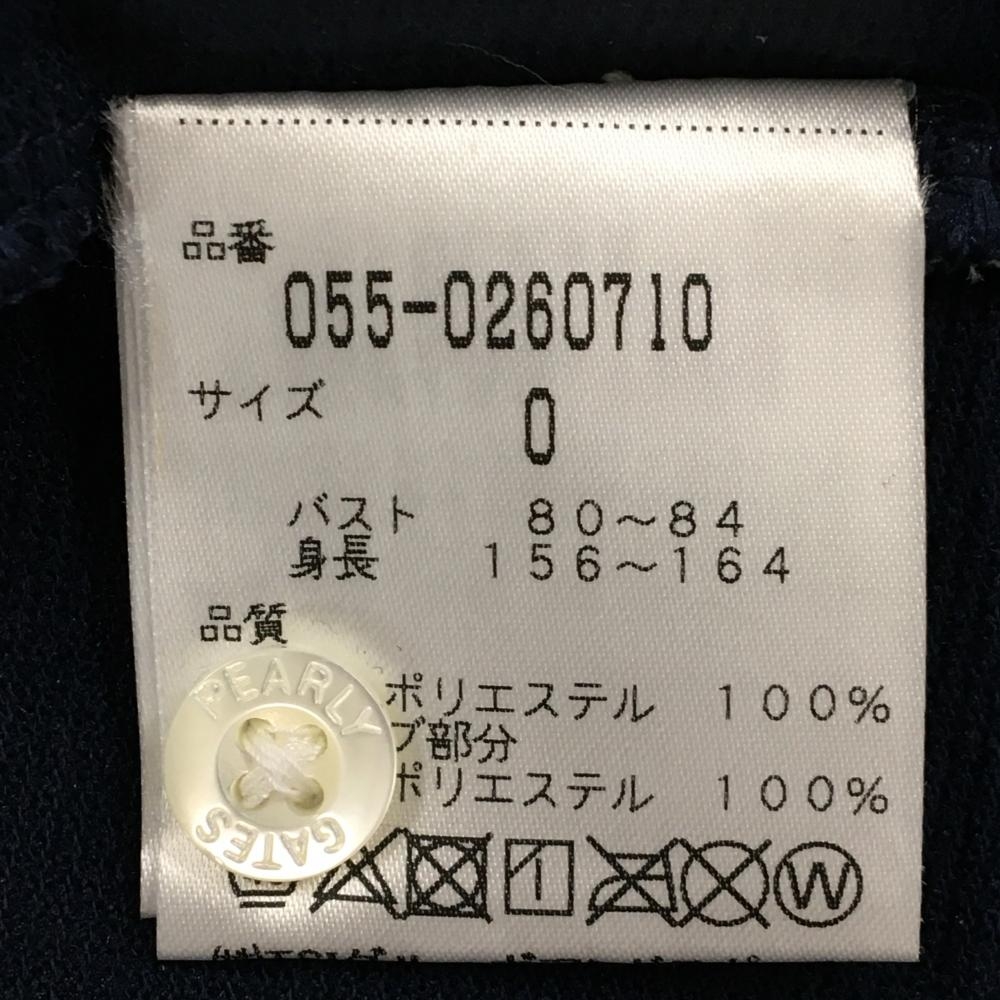 品番
055-0260710
サイズ
0
バスト 80～84
身長 156～164
品質
ポリエステル 100%
ブ部分
ポリエステル 100%
PEARLY
GATES
W